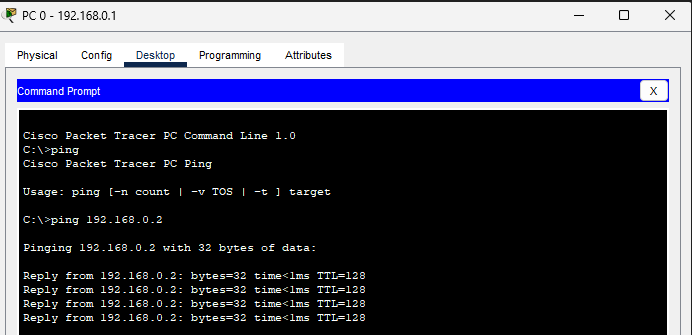 PC 0 - 192.168.0.1
Physical Config Desktop Programming Attributes
Command Prompt X
Cisco Packet Tracer PC Command Line 1.0
C:\>ping
Cisco Packet Tracer PC Ping
Usage: ping [-n count | -v TOS | -t ] target
C:\>ping 192.168.0.2
Pinging 192.168.0.2 with 32 bytes of data:
Reply from 192.168.0.2: bytes=32 time<1ms TTL=128
Reply from 192.168.0.2: bytes=32 time<1ms TTL=128
Reply from 192.168.0.2: bytes=32 time<1ms TTL=128
Reply from 192.168.0.2: bytes=32 time<1ms TTL=128